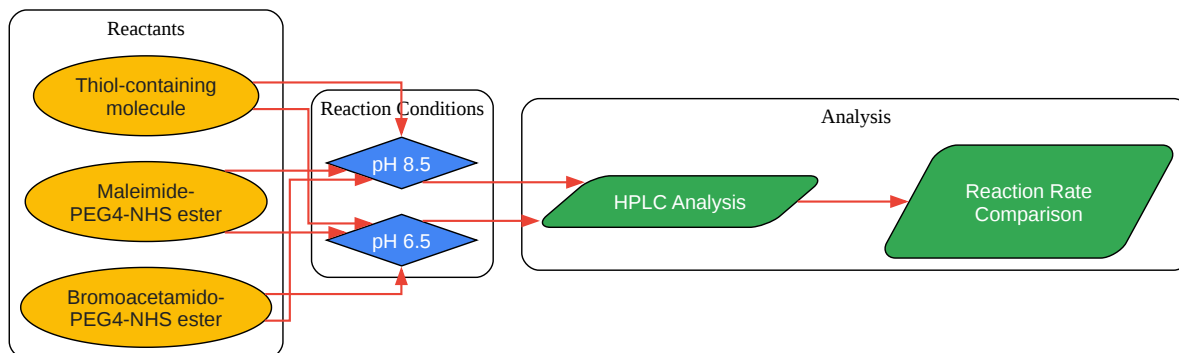 Reactants
Thiol-containing
molecule
Maleimide-
PEG4-NHS ester
Bromoacetamido-
PEG4-NHS ester
Reaction Conditions
pH 8.5
pH 6.5
Analysis
HPLC Analysis
Reaction Rate
Comparison